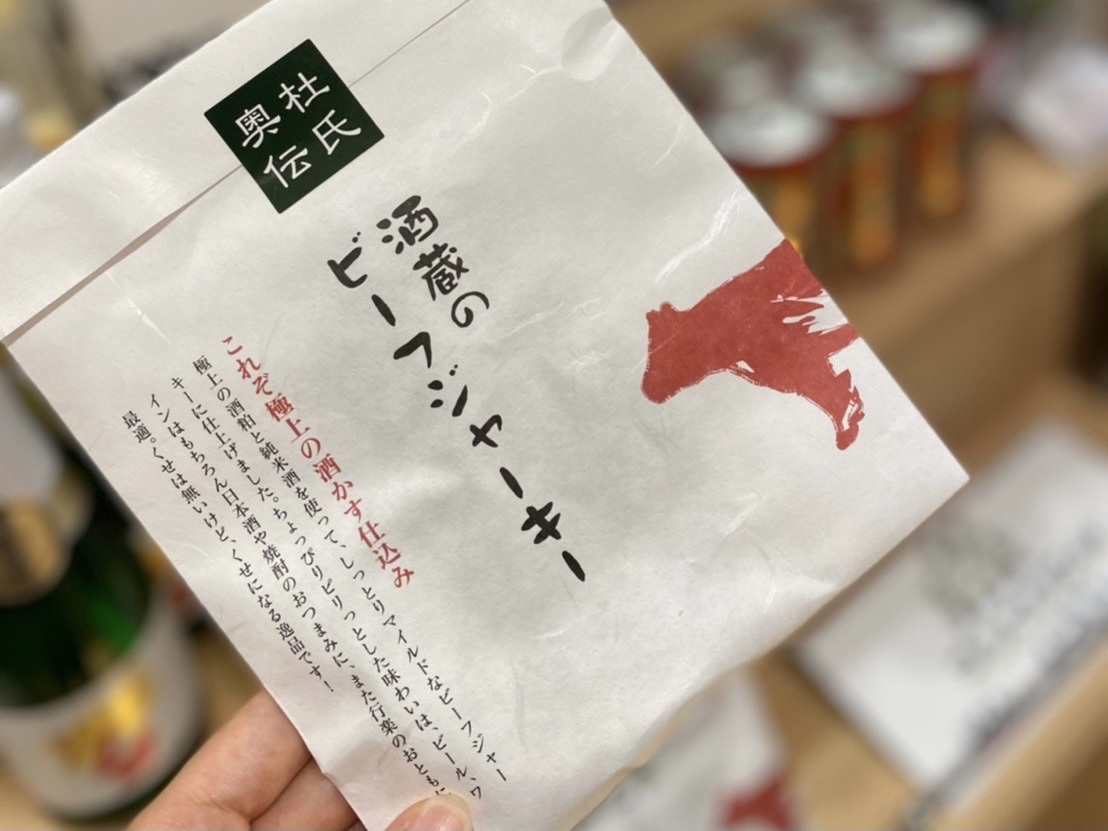 杜氏
奥伝
酒蔵の
ビーフジャーキー
これぞ極上の酒かす仕込み
極上の酒粕と純米酒を使って、しっとりマイルドなビーフジャー
キーに仕上げました。ちょっぴりピリっとした味わいは、ビール、ワ
インはもちろん日本酒や焼酎のおつまみに、また行楽のおともに
最適。くせは無いけど、くせになる逸品です！